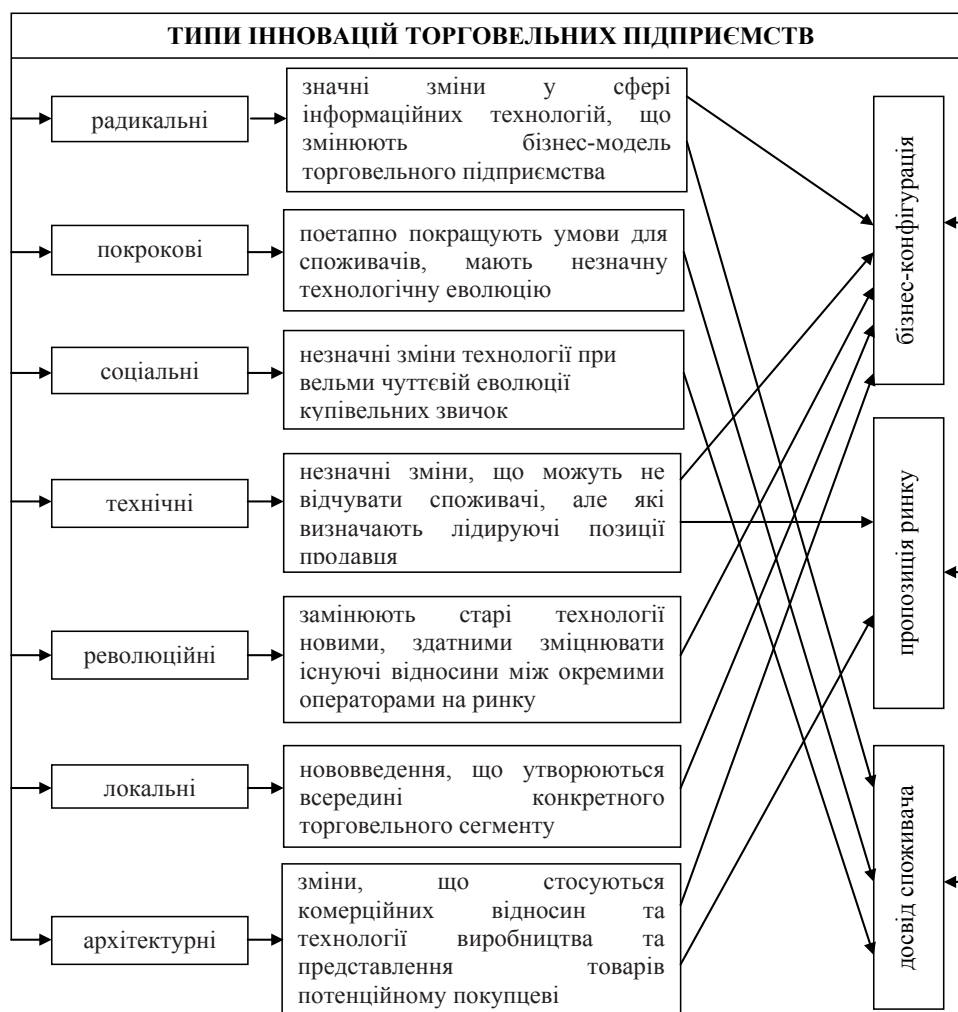 ТИПИ ІННОВАЦІЙ ТОРГОВЕЛЬНИХ ПІДПРИЄМСТВ
радикальні
значні зміни у сфері
інформаційних технологій, що
змінюють бізнес-модель
торговельного підприємства
покрокові
поетапно покращують умови для
споживачів, мають незначну
технологічну еволюцію
соціальні
незначні зміни технології при
вельми чуттєвій еволюції
купівельних звичок
технічні
незначні зміни, що можуть не
відчувати споживачі, але які
визначають лідируючі позиції
продавця
революційні
замінюють старі технології
новими, здатними зміцнювати
існуючі відносини між окремими
операторами на ринку
локальні
нововведення, що утворюються
всередині конкретного
торговельного сегменту
архітектурні
зміни, що стосуються
комерційних відносин та
технології виробництва та
представлення товарів
потенційному покупцеві
бізнес-конфігурація
пропозиція ринку
досвід споживача